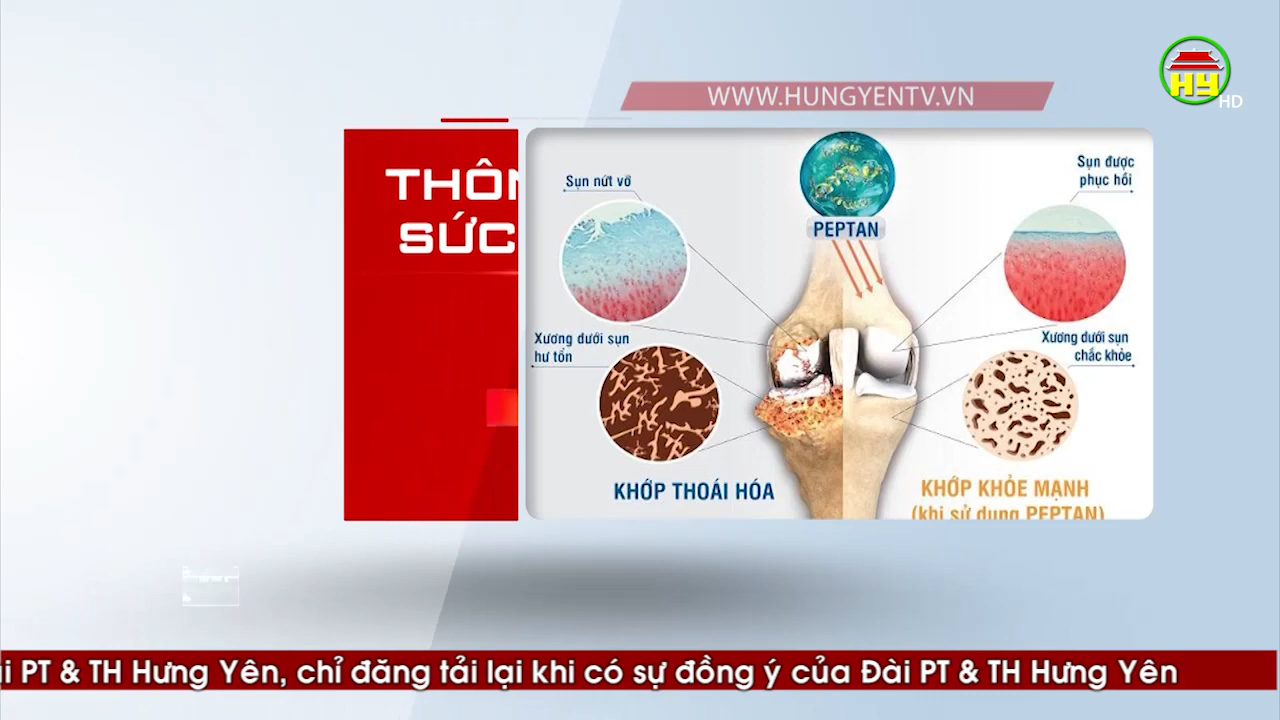 WWW.HUNGYENTV.VN
HY
HD
THÔN
SỨC
Sụn nứt vỡ
Sụn được
phục hồi
PEPTAN
Xương dưới sụn
hư tổn
Xương dưới sụn
chắc khỏe
KHỚP THOÁI HÓA
KHỚP KHỎE MẠNH
(khi sử dụng PEPTAN)
i PT & TH Hưng Yên, chỉ đăng tải lại khi có sự đồng ý của Đài PT & TH Hưng Yên